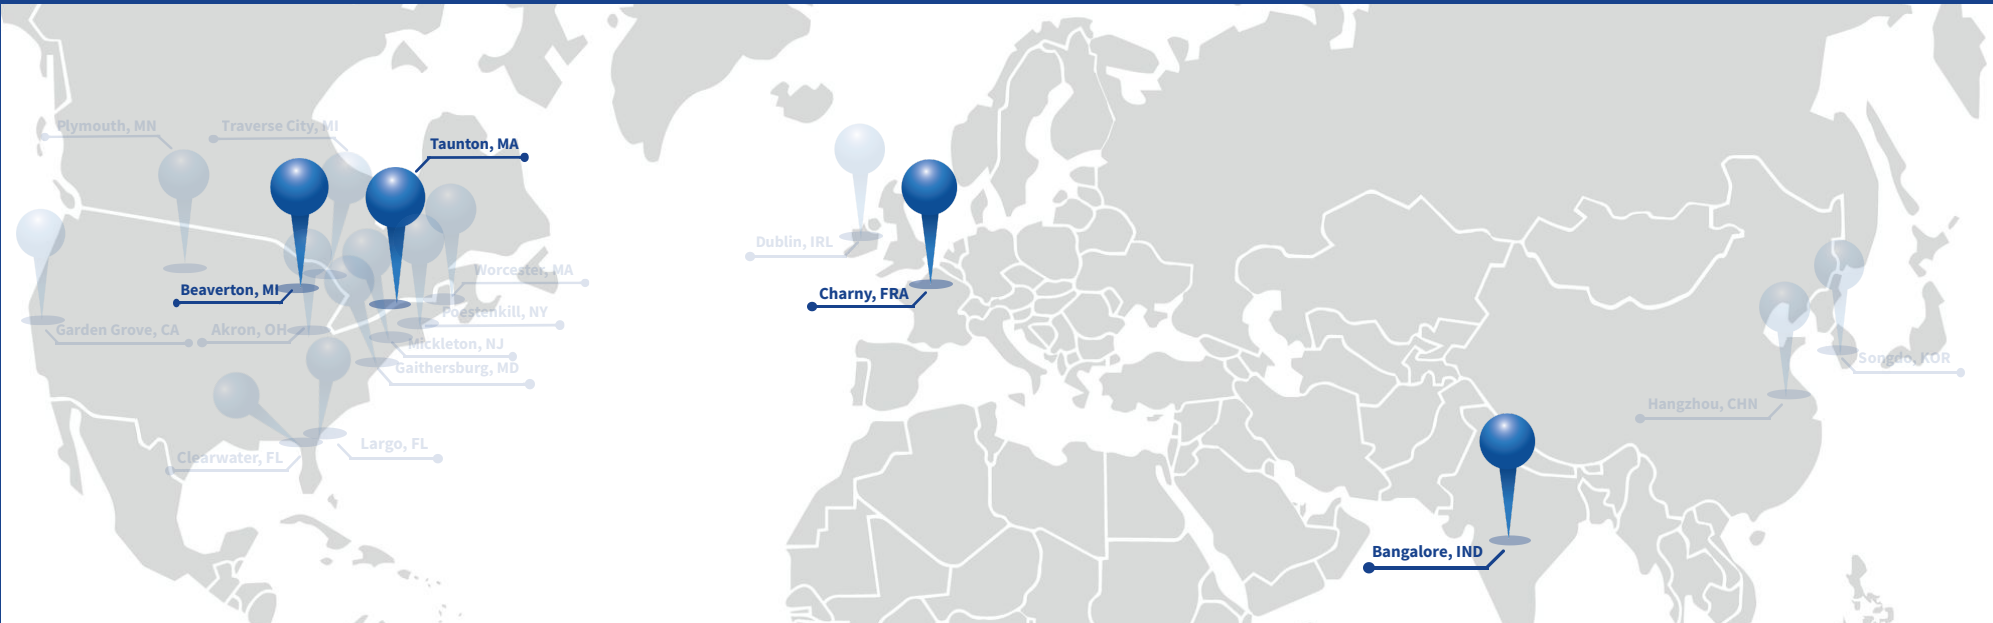 Plymouth, MN
Traverse City, MI
Taunton, MA
Dublin, IRL
Worcester, MA
Beaverton, MI
Charny, FRA
Poestenkill, NY
Garden Grove, CA
Akron, OH
Mickleton, NJ
Songdo, KOR
Gaithersburg, MD
Hangzhou, CHN
Largo, FL
Clearwater, FL
Bangalore, IND